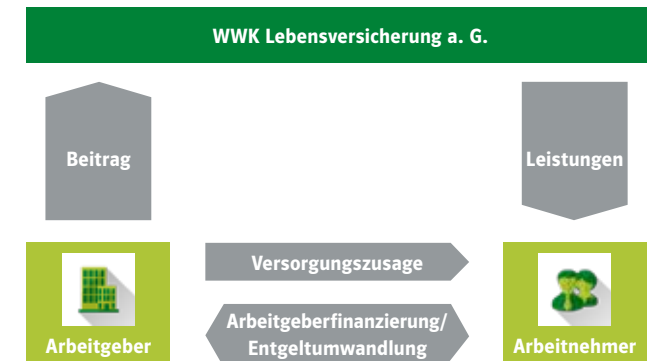 WWK Lebensversicherung a. G.
Beitrag
Leistungen
Versorgungszusage
Arbeitgeberfinanzierung/
Entgeltumwandlung
Arbeitgeber
Arbeitnehmer